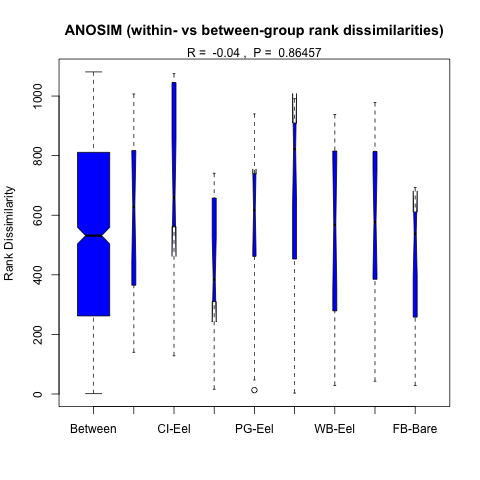 ANOSIM (within- vs between-group rank dissimilarities)
R =  -0.04 ,  P =  0.86457
Rank Dissimilarity
1000
800
600
400
200
0
Between CI-Eel PG-Eel WB-Eel FB-Bare